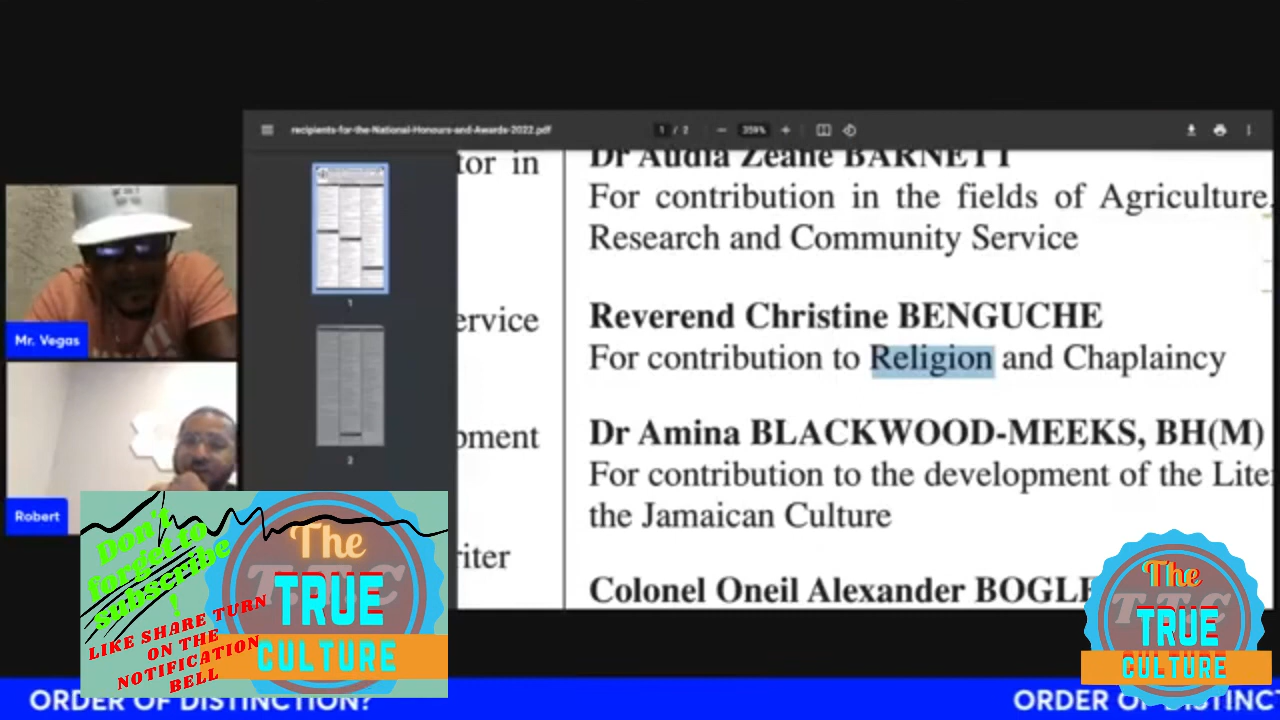 recipients-for-the-National-Honours-and-Awards-2022.pdf
1 / 2
359%
1
2
tor in
ervice
pment
riter
Dr Audia Zeane BARNETT
For contribution in the fields of Agriculture,
Research and Community Service
Reverend Christine BENGUCHE
For contribution to Religion and Chaplaincy
Dr Amina BLACKWOOD-MEEKS, BH(M)
For contribution to the development of the Lite
the Jamaican Culture
Colonel Oneil Alexander BOGLE
Mr. Vegas
Robert
Don't
forget to
subscribe
!
LIKE SHARE TURN
ON THE
NOTIFICATION
BELL
The
T.T.C
TRUE
CULTURE
The
T.T.C
TRUE
CULTURE
ORDER OF DISTINCTION?
ORDER OF DISTINCT